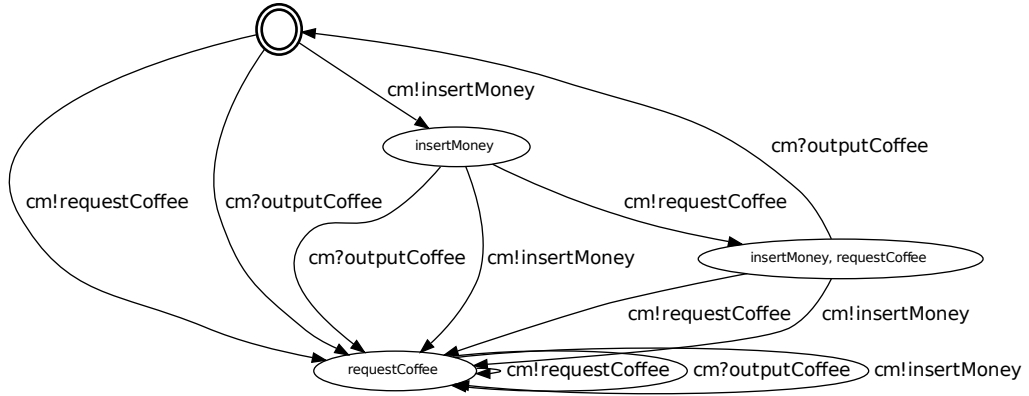 cm!insertMoney
insertMoney
cm?outputCoffee
cm!requestCoffee
cm?outputCoffee
cm!requestCoffee
cm?outputCoffee
cm!insertMoney
insertMoney, requestCoffee
cm!requestCoffee
cm!insertMoney
requestCoffee
cm!requestCoffee
cm?outputCoffee
cm!insertMoney